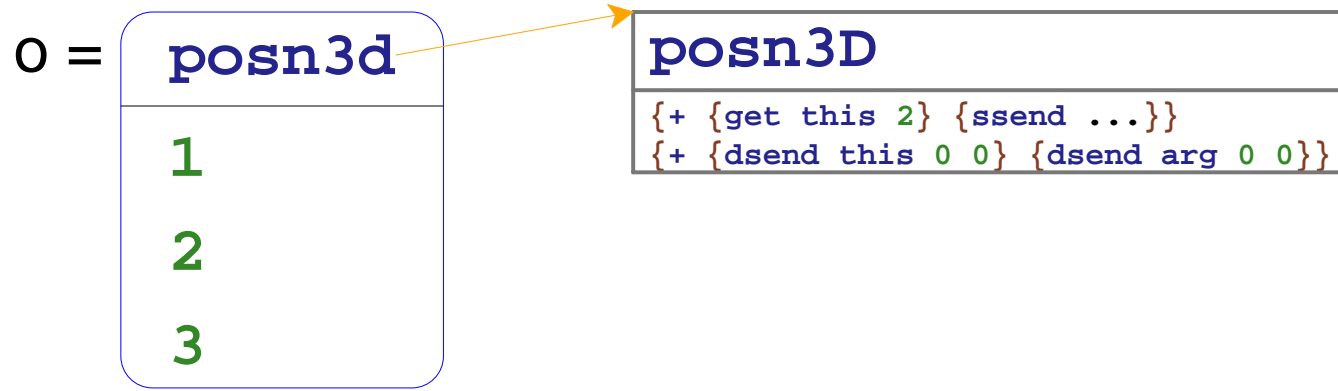 o =
posn3d
1
2
3
posn3D
{+ {get this 2} {ssend ...}}
{+ {dsend this 0 0} {dsend arg 0 0}}